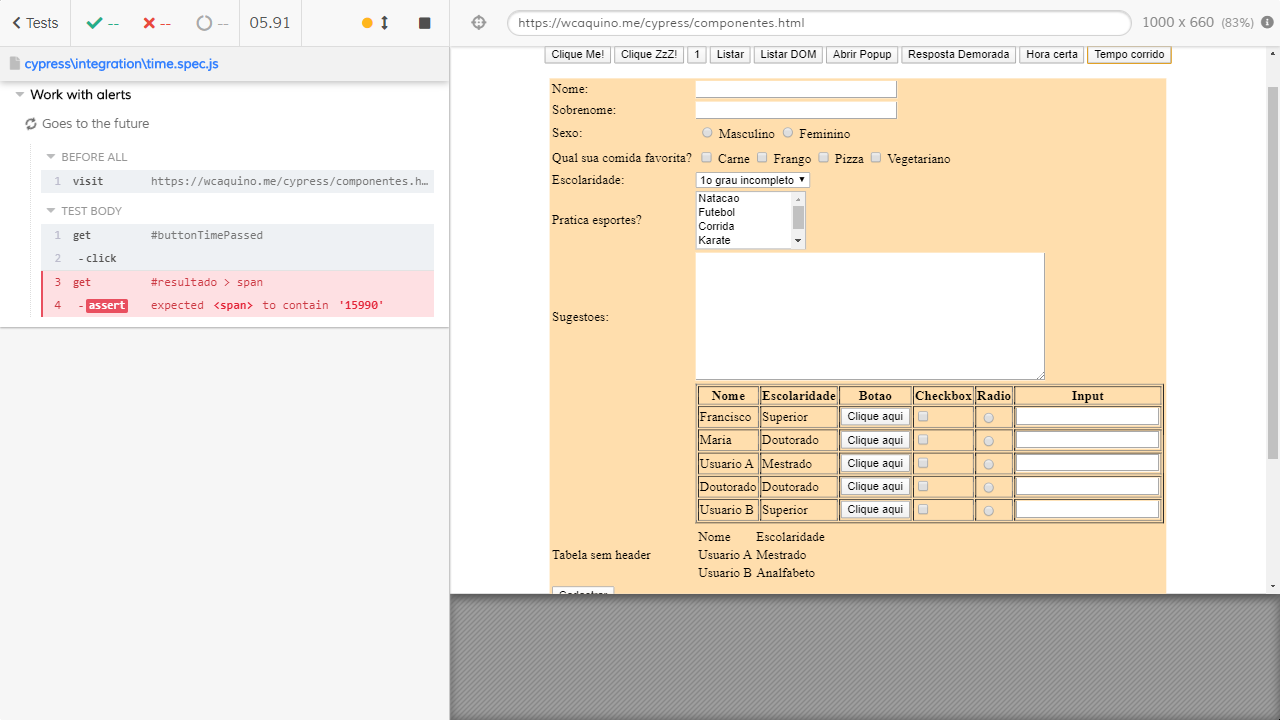 Tests -- -- -- 05.91 https://wcaquino.me/cypress/componentes.html 1000 x 660 (83%)
cypress\integration\time.spec.js
Work with alerts
Goes to the future
BEFORE ALL
1 visit https://wcaquino.me/cypress/componentes.h…
TEST BODY
1 get #buttonTimePassed
2 -click
3 get #resultado > span
4 -assert expected <span> to contain '15990'
Clique Me! Clique ZzZ! 1 Listar Listar DOM Abrir Popup Resposta Demorada Hora certa Tempo corrido
Nome:
Sobrenome:
Sexo: Masculino Feminino
Qual sua comida favorita? Carne Frango Pizza Vegetariano
Escolaridade: 1o grau incompleto
Pratica esportes?
Natacao
Futebol
Corrida
Karate
Sugestoes:
Nome Escolaridade Botao Checkbox Radio Input
Francisco Superior Clique aqui
Maria Doutorado Clique aqui
Usuario A Mestrado Clique aqui
Doutorado Doutorado Clique aqui
Usuario B Superior Clique aqui
Tabela sem header
Nome Escolaridade
Usuario A Mestrado
Usuario B Analfabeto
Cadastrar